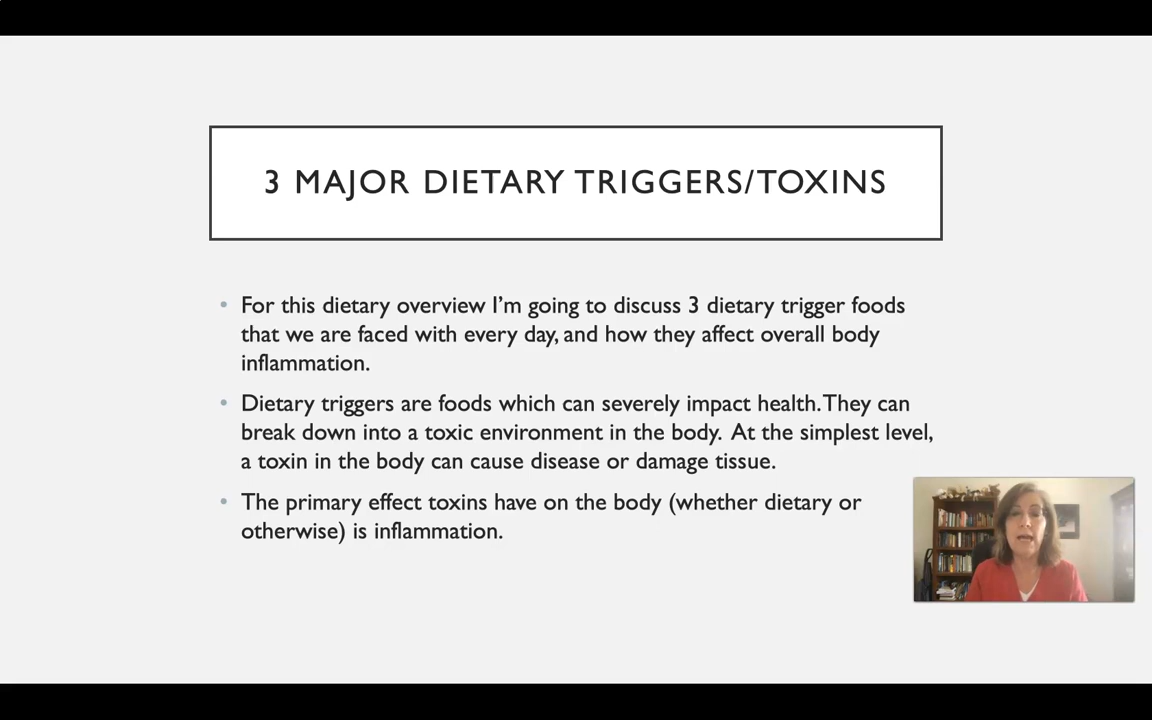 3 MAJOR DIETARY TRIGGERS/TOXINS
• For this dietary overview I'm going to discuss 3 dietary trigger foods
that we are faced with every day, and how they affect overall body
inflammation.
• Dietary triggers are foods which can severely impact health. They can
break down into a toxic environment in the body. At the simplest level,
a toxin in the body can cause disease or damage tissue.
• The primary effect toxins have on the body (whether dietary or
otherwise) is inflammation.